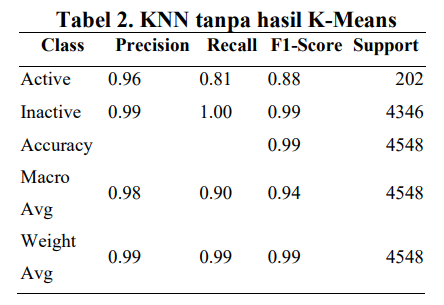 Tabel 2. KNN tanpa hasil K-Means
Class Precision Recall F1-Score Support
Active 0.96 0.81 0.88 202
Inactive 0.99 1.00 0.99 4346
Accuracy 0.99 4548
Macro
Avg 0.98 0.90 0.94 4548
Weight
Avg 0.99 0.99 0.99 4548